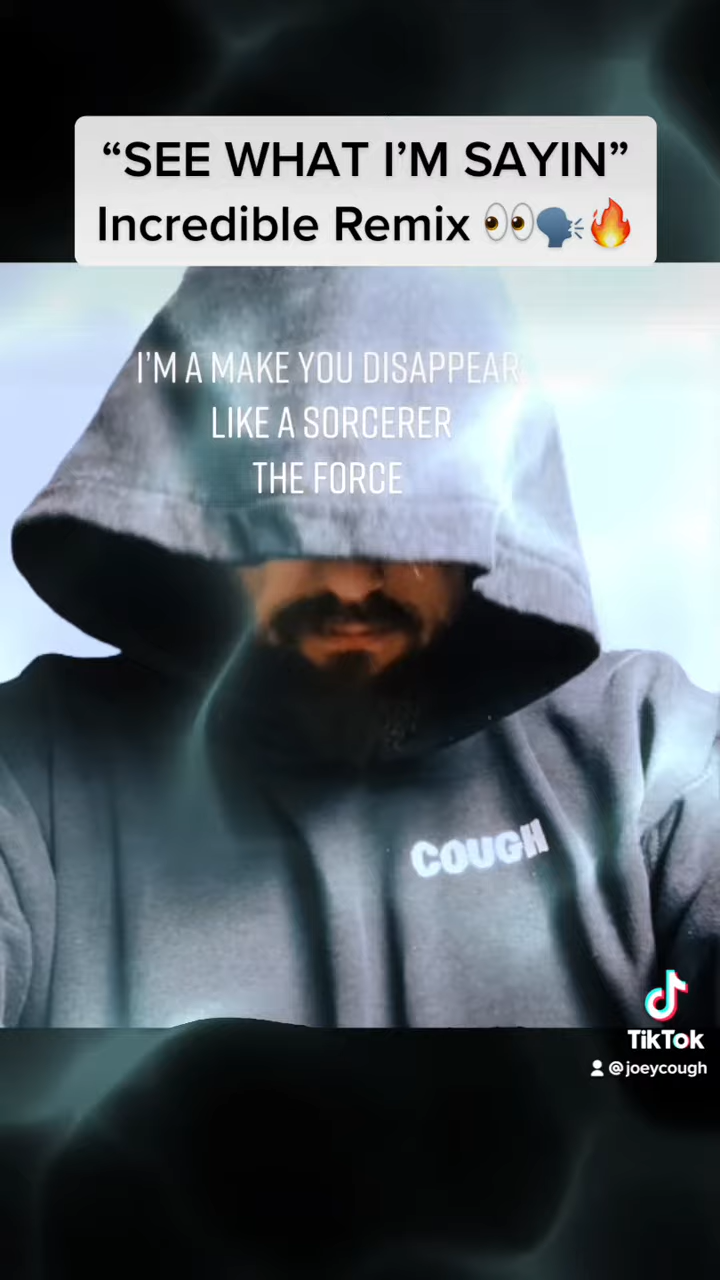 “SEE WHAT I’M SAYIN”
Incredible Remix 👀🗣️🔥
I’M A MAKE YOU DISAPPEAR
LIKE A SORCERER
THE FORCE
COUGH
TikTok
@joeycough